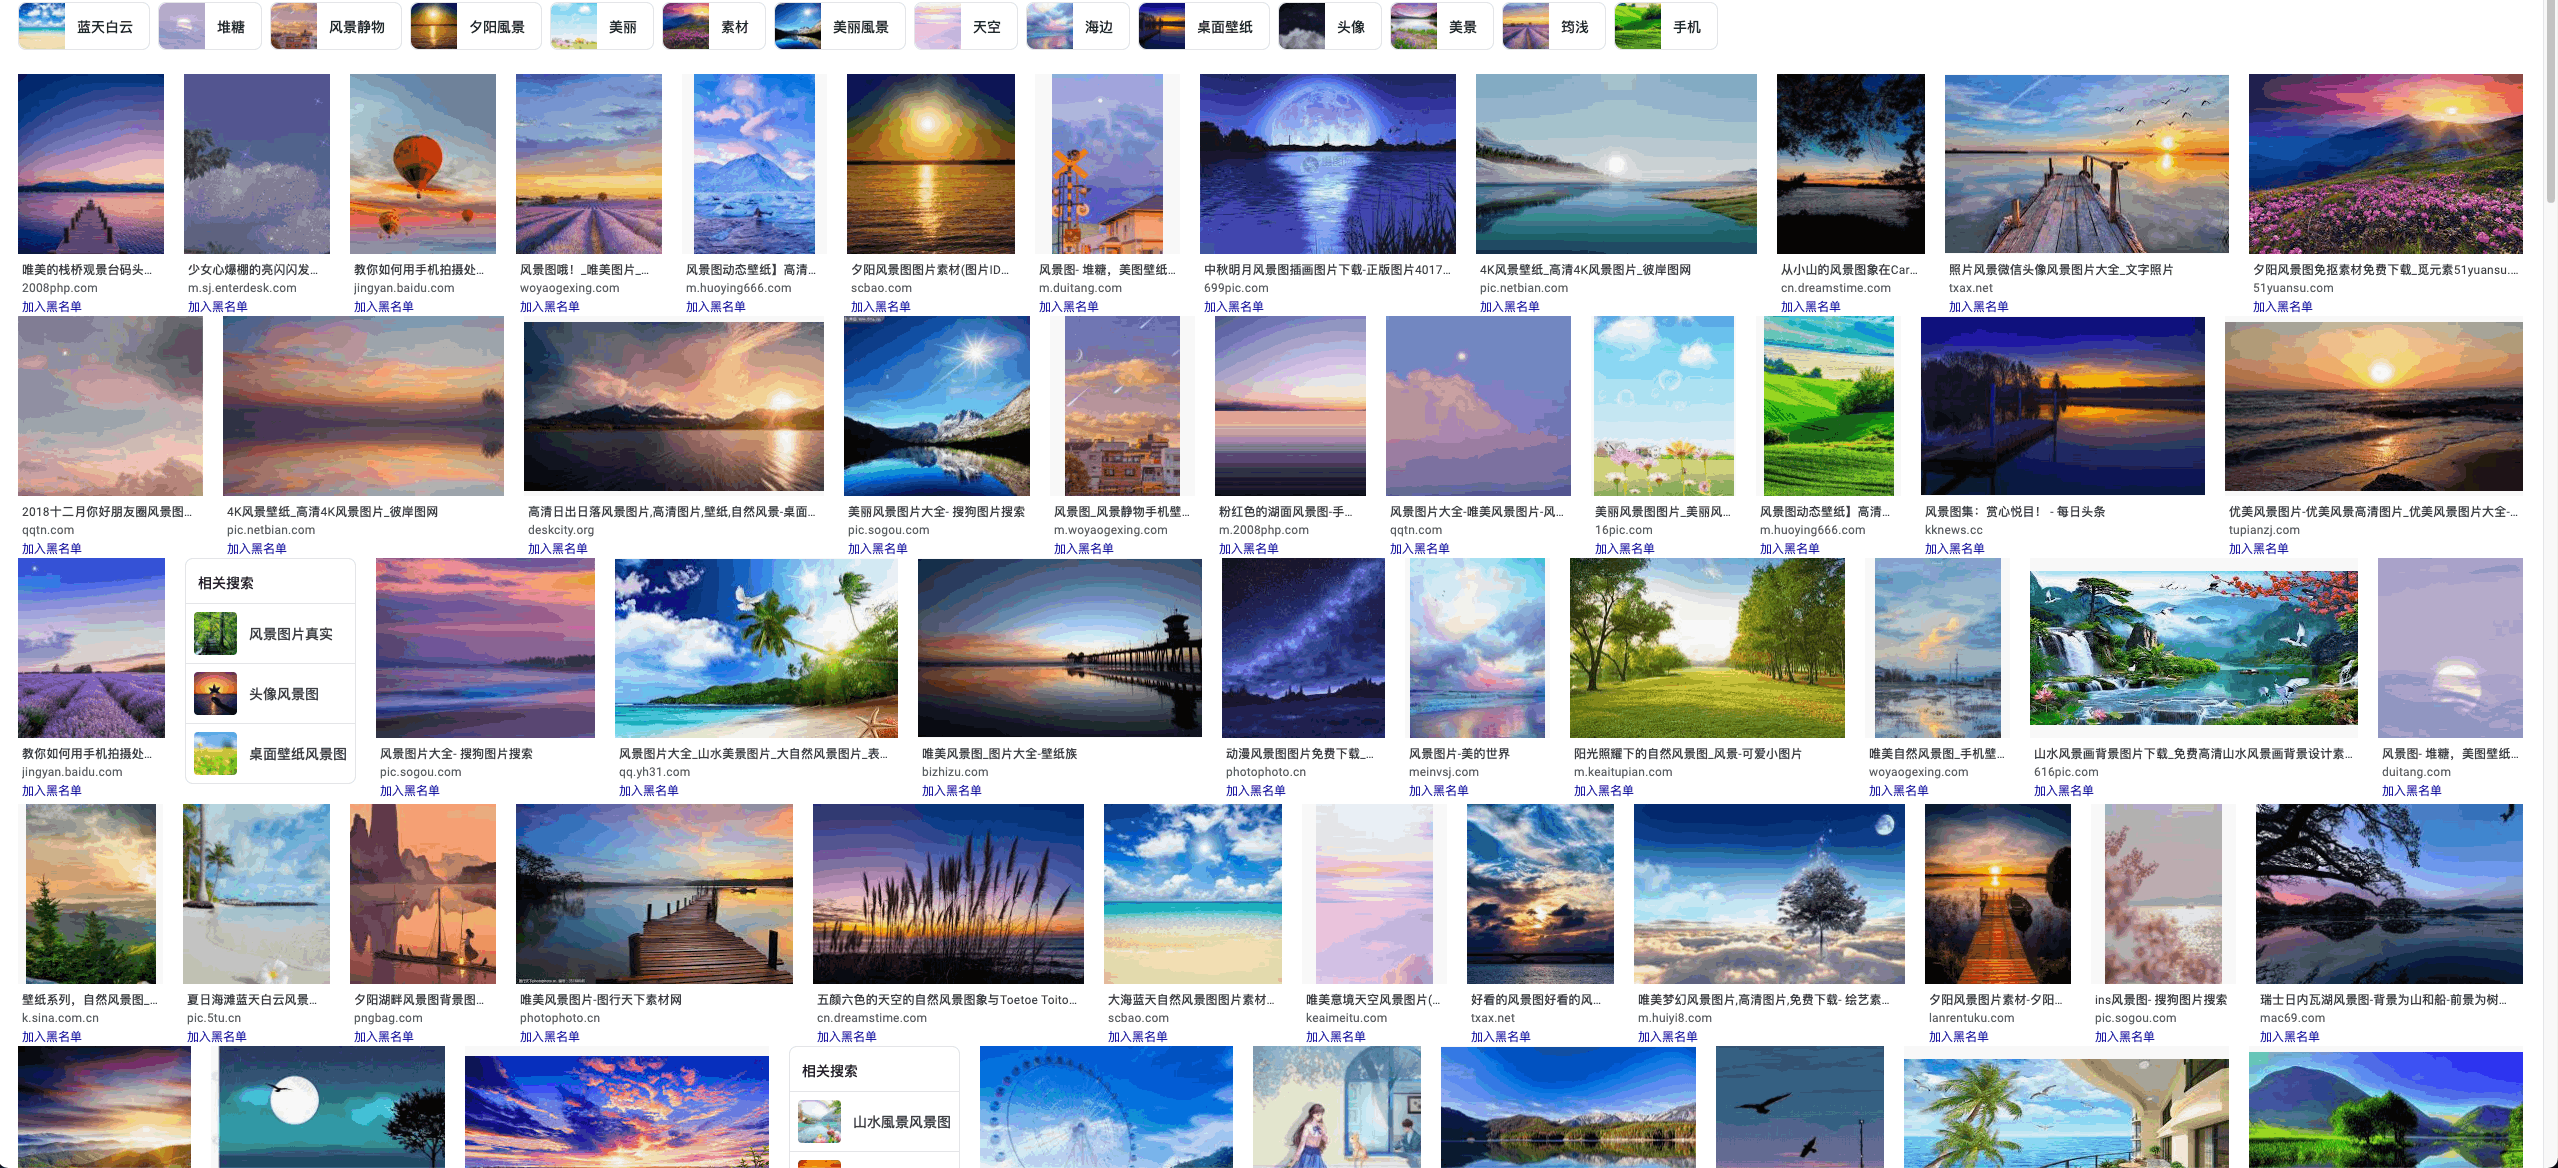 蓝天白云
堆糖
风景静物
夕陽風景
美丽
素材
美丽風景
天空
海边
桌面壁纸
头像
美景
筠浅
手机
唯美的栈桥观景台码头...
少女心爆棚的亮闪闪发...
教你如何用手机拍摄处...
风景图哦！_唯美图片_...
风景图动态壁纸】高清...
夕阳风景图图片素材(图片ID...
风景图- 堆糖，美图壁纸...
中秋明月风景图插画图片下载-正版图片4017...
4K风景壁纸_高清4K风景图片_彼岸图网
从小山的风景图象在Car...
照片风景微信头像风景图片大全_文字照片
夕阳风景图免抠素材免费下载_觅元素51yuansu....
2008php.com
m.sj.enterdesk.com
jingyan.baidu.com
woyaogexing.com
m.huoying666.com
scbao.com
m.duitang.com
699pic.com
pic.netbian.com
cn.dreamstime.com
txax.net
51yuansu.com
加入黑名单
加入黑名单
加入黑名单
加入黑名单
加入黑名单
加入黑名单
加入黑名单
加入黑名单
加入黑名单
加入黑名单
加入黑名单
加入黑名单
2018十二月你好朋友圈风景图...
4K风景壁纸_高清4K风景图片_彼岸图网
高清日出日落风景图片,高清图片,壁纸,自然风景-桌面...
美丽风景图片大全- 搜狗图片搜索
风景图_风景静物手机壁...
粉红色的湖面风景图-手...
风景图片大全-唯美风景图片-风...
美丽风景图图片_美丽风...
风景图动态壁纸】高清...
风景图集：赏心悦目！ - 每日头条
优美风景图片-优美风景高清图片_优美风景图片大全-...
qqtn.com
pic.netbian.com
deskcity.org
pic.sogou.com
m.woyaogexing.com
m.2008php.com
qqtn.com
16pic.com
m.huoying666.com
kknews.cc
tupianzj.com
加入黑名单
加入黑名单
加入黑名单
加入黑名单
加入黑名单
加入黑名单
加入黑名单
加入黑名单
加入黑名单
加入黑名单
加入黑名单
相关搜索
风景图片真实
头像风景图
桌面壁纸风景图
教你如何用手机拍摄处...
风景图片大全- 搜狗图片搜索
风景图片大全_山水美景图片_大自然风景图片_表...
唯美风景图_图片大全-壁纸族
动漫风景图图片免费下载_...
风景图片-美的世界
阳光照耀下的自然风景图_风景-可爱小图片
唯美自然风景图_手机壁...
山水风景画背景图片下载_免费高清山水风景画背景设计素...
风景图- 堆糖，美图壁纸...
jingyan.baidu.com
pic.sogou.com
qq.yh31.com
bizhizu.com
photophoto.cn
meinvsj.com
m.keaitupian.com
woyaogexing.com
616pic.com
duitang.com
加入黑名单
加入黑名单
加入黑名单
加入黑名单
加入黑名单
加入黑名单
加入黑名单
加入黑名单
加入黑名单
加入黑名单
壁纸系列，自然风景图_...
夏日海滩蓝天白云风景...
夕阳湖畔风景图背景图...
唯美风景图片-图行天下素材网
五颜六色的天空的自然风景图象与Toetoe Toito...
大海蓝天自然风景图图片素材...
唯美意境天空风景图片(...
好看的风景图好看的风...
唯美梦幻风景图片,高清图片,免费下载- 绘艺素...
夕阳风景图片素材-夕阳...
ins风景图- 搜狗图片搜索
瑞士日内瓦湖风景图-背景为山和船-前景为树...
k.sina.com.cn
pic.5tu.cn
pngbag.com
photophoto.cn
cn.dreamstime.com
scbao.com
keaimeitu.com
txax.net
m.huiyi8.com
lanrentuku.com
pic.sogou.com
mac69.com
加入黑名单
加入黑名单
加入黑名单
加入黑名单
加入黑名单
加入黑名单
加入黑名单
加入黑名单
加入黑名单
加入黑名单
加入黑名单
加入黑名单
相关搜索
山水風景风景图